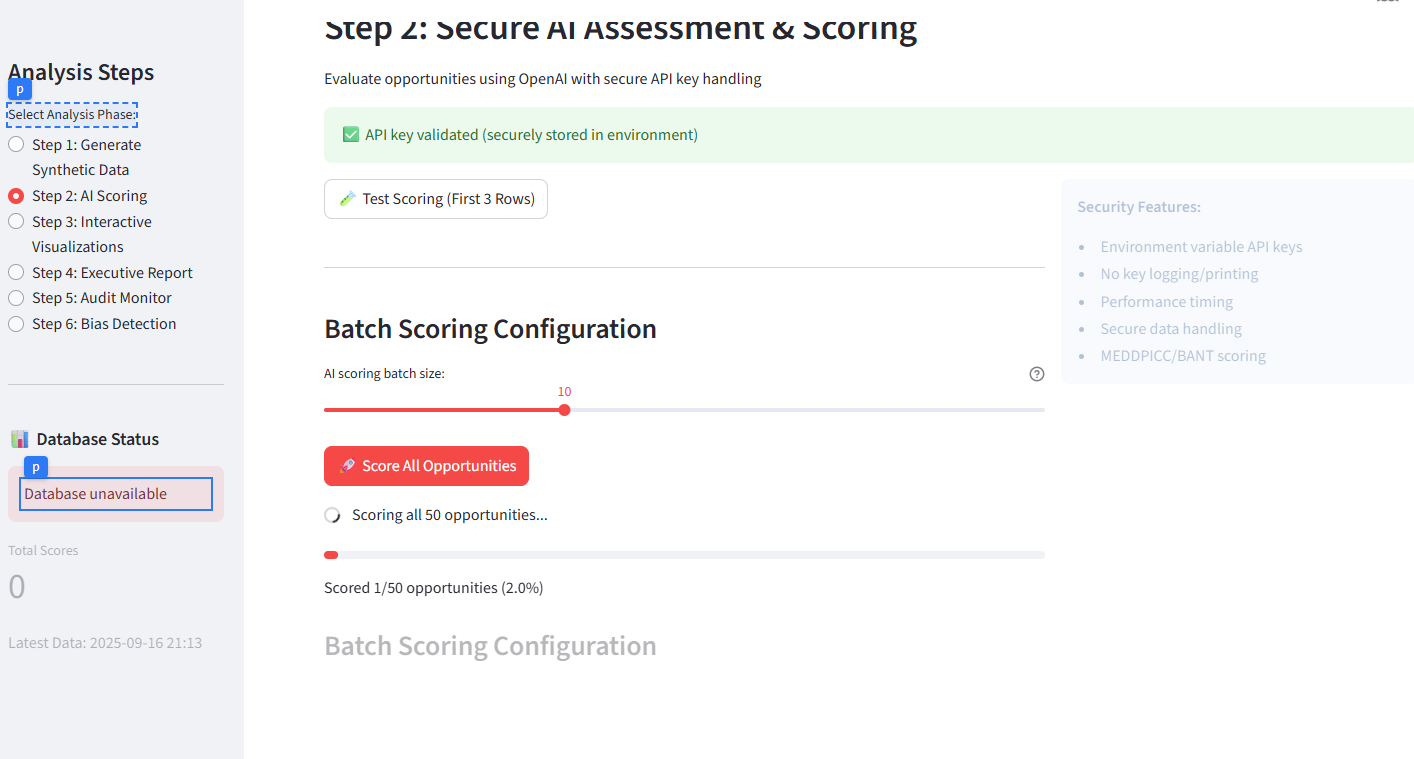 Analysis Steps
p
Select Analysis Phase:
Step 1: Generate
Synthetic Data
Step 2: AI Scoring
Step 3: Interactive
Visualizations
Step 4: Executive Report
Step 5: Audit Monitor
Step 6: Bias Detection
📊 Database Status
p
Database unavailable
Total Scores
0
Latest Data: 2025-09-16 21:13
Step 2: Secure AI Assessment & Scoring
Evaluate opportunities using OpenAI with secure API key handling
✅ API key validated (securely stored in environment)
🧪 Test Scoring (First 3 Rows)
Batch Scoring Configuration
AI scoring batch size:
10
🚀 Score All Opportunities
Scoring all 50 opportunities...
Scored 1/50 opportunities (2.0%)
Batch Scoring Configuration
Security Features:
• Environment variable API keys
• No key logging/printing
• Performance timing
• Secure data handling
• MEDDPICC/BANT scoring